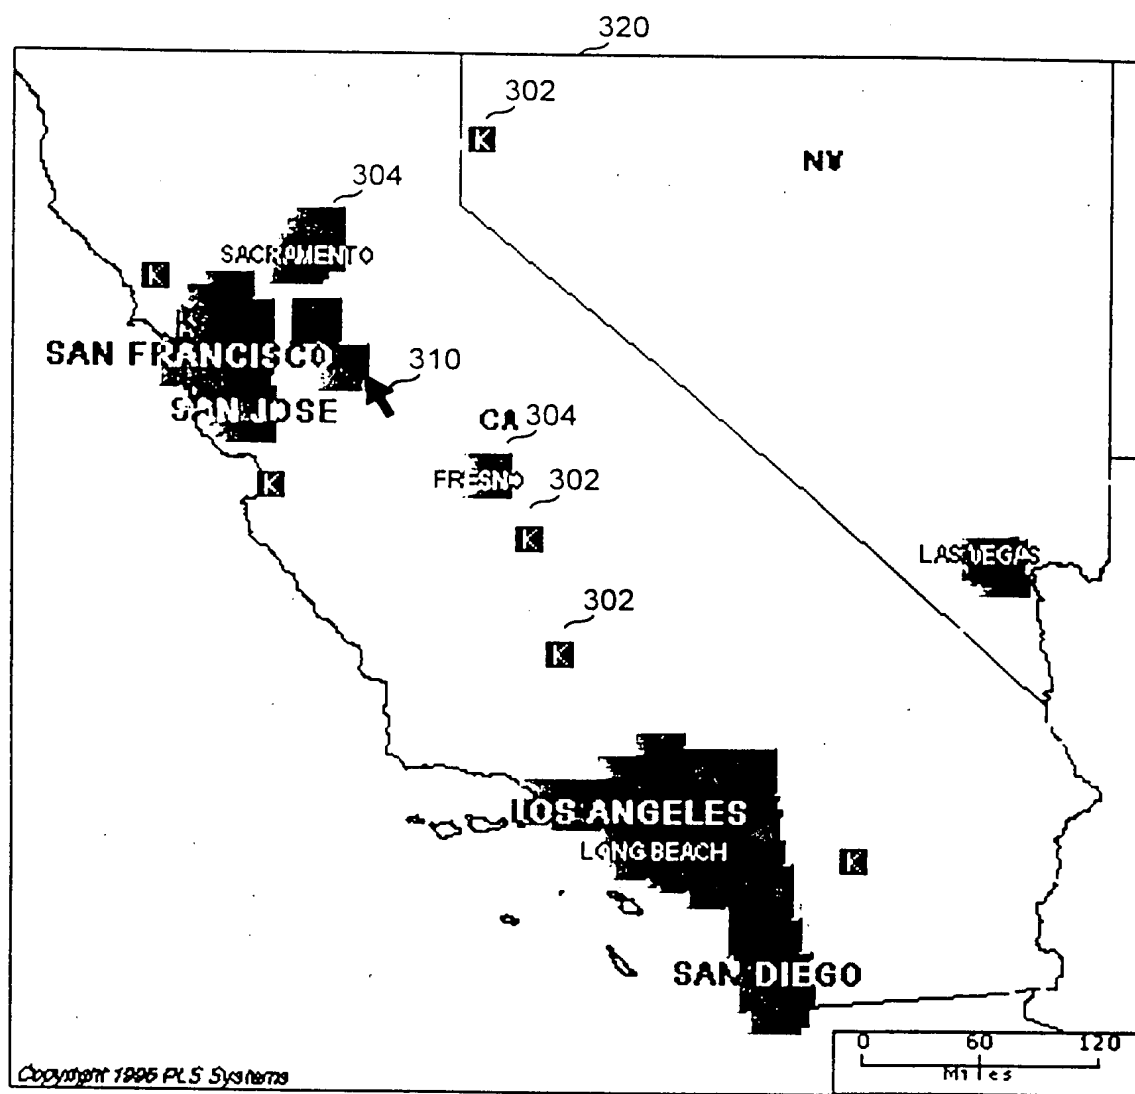 320
302
K
NV
304
SACRAMENTO
K
K
SAN FRANCISCO
310
SAN JOSE
CA
304
FRESNO
K
302
K
LAS VEGAS
302
K
LOS ANGELES
LONG BEACH
K
SAN DIEGO
0 60 120
Miles
Copyright 1996 PLS Systems